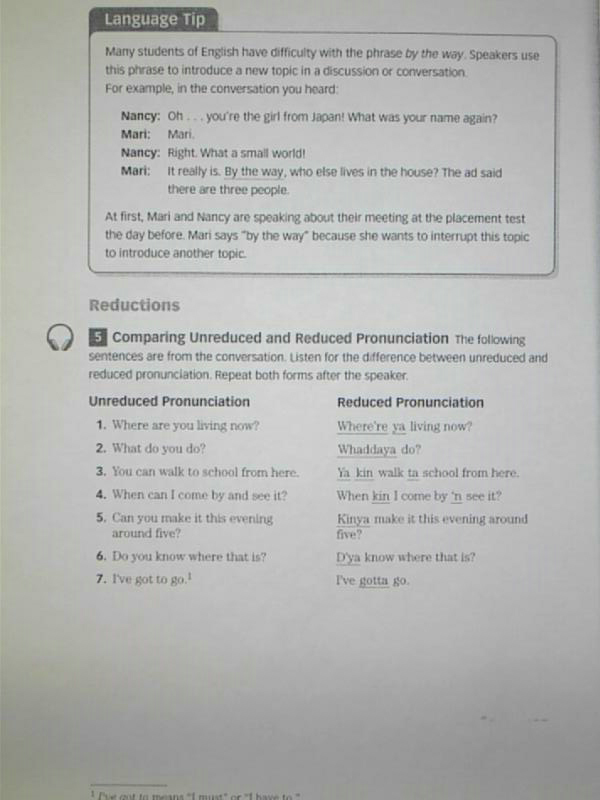 Language Tip
Many students of English have difficulty with the phrase by the way. Speakers use
this phrase to introduce a new topic in a discussion or conversation.
For example, in the conversation you heard:
Nancy: Oh . . . you're the girl from Japan! What was your name again?
Mari: Mari.
Nancy: Right. What a small world!
Mari: It really is. By the way, who else lives in the house? The ad said
there are three people.
At first, Mari and Nancy are speaking about their meeting at the placement test
the day before. Mari says "by the way" because she wants to interrupt this topic
to introduce another topic.
Reductions
5 Comparing Unreduced and Reduced Pronunciation The following
sentences are from the conversation. Listen for the difference between unreduced and
reduced pronunciation. Repeat both forms after the speaker.
Unreduced Pronunciation Reduced Pronunciation
1. Where are you living now? Where're ya living now?
2. What do you do? Whaddaya do?
3. You can walk to school from here. Ya kin walk ta school from here.
4. When can I come by and see it? When kin I come by 'n see it?
5. Can you make it this evening Kinya make it this evening around
around five? five?
6. Do you know where that is? D'ya know where that is?
7. I've got to go.¹ I've gotta go.
¹ I've got to means "I must" or "I have to."